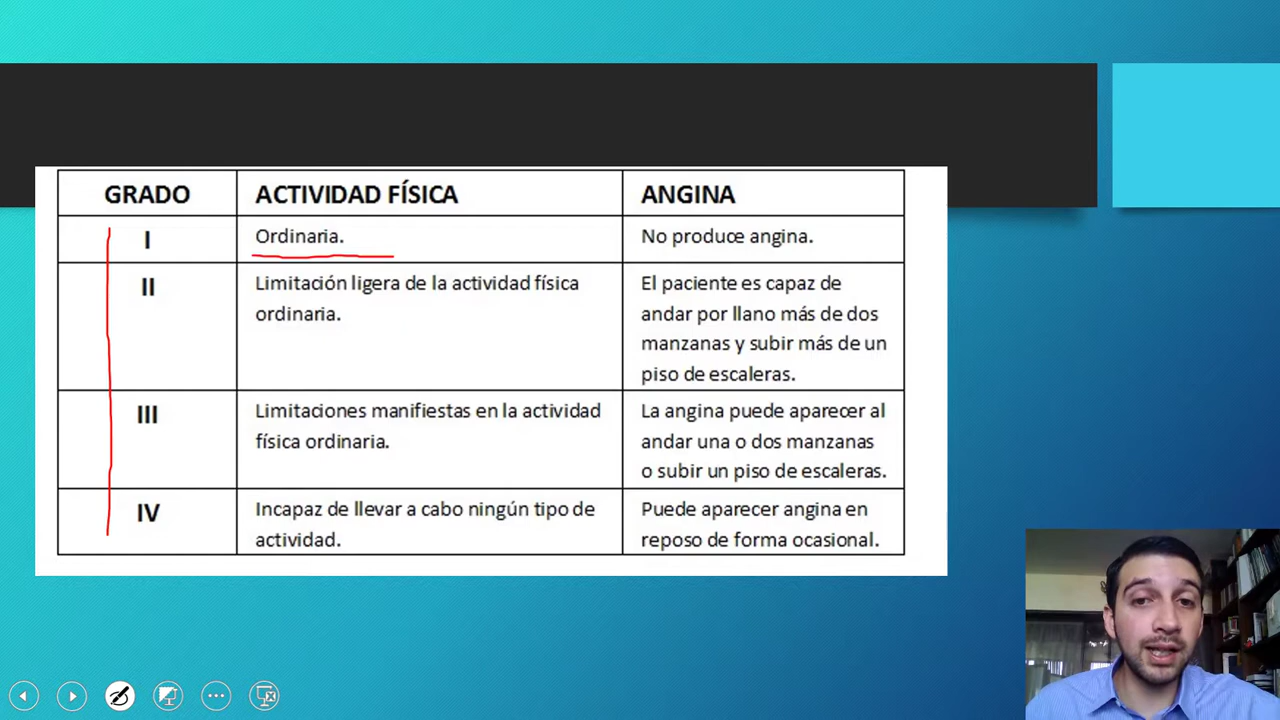 GRADO
ACTIVIDAD FÍSICA
ANGINA
I
Ordinaria.
No produce angina.
II
Limitación ligera de la actividad física
ordinaria.
El paciente es capaz de
andar por llano más de dos
manzanas y subir más de un
piso de escaleras.
III
Limitaciones manifiestas en la actividad
física ordinaria.
La angina puede aparecer al
andar una o dos manzanas
o subir un piso de escaleras.
IV
Incapaz de llevar a cabo ningún tipo de
actividad.
Puede aparecer angina en
reposo de forma ocasional.